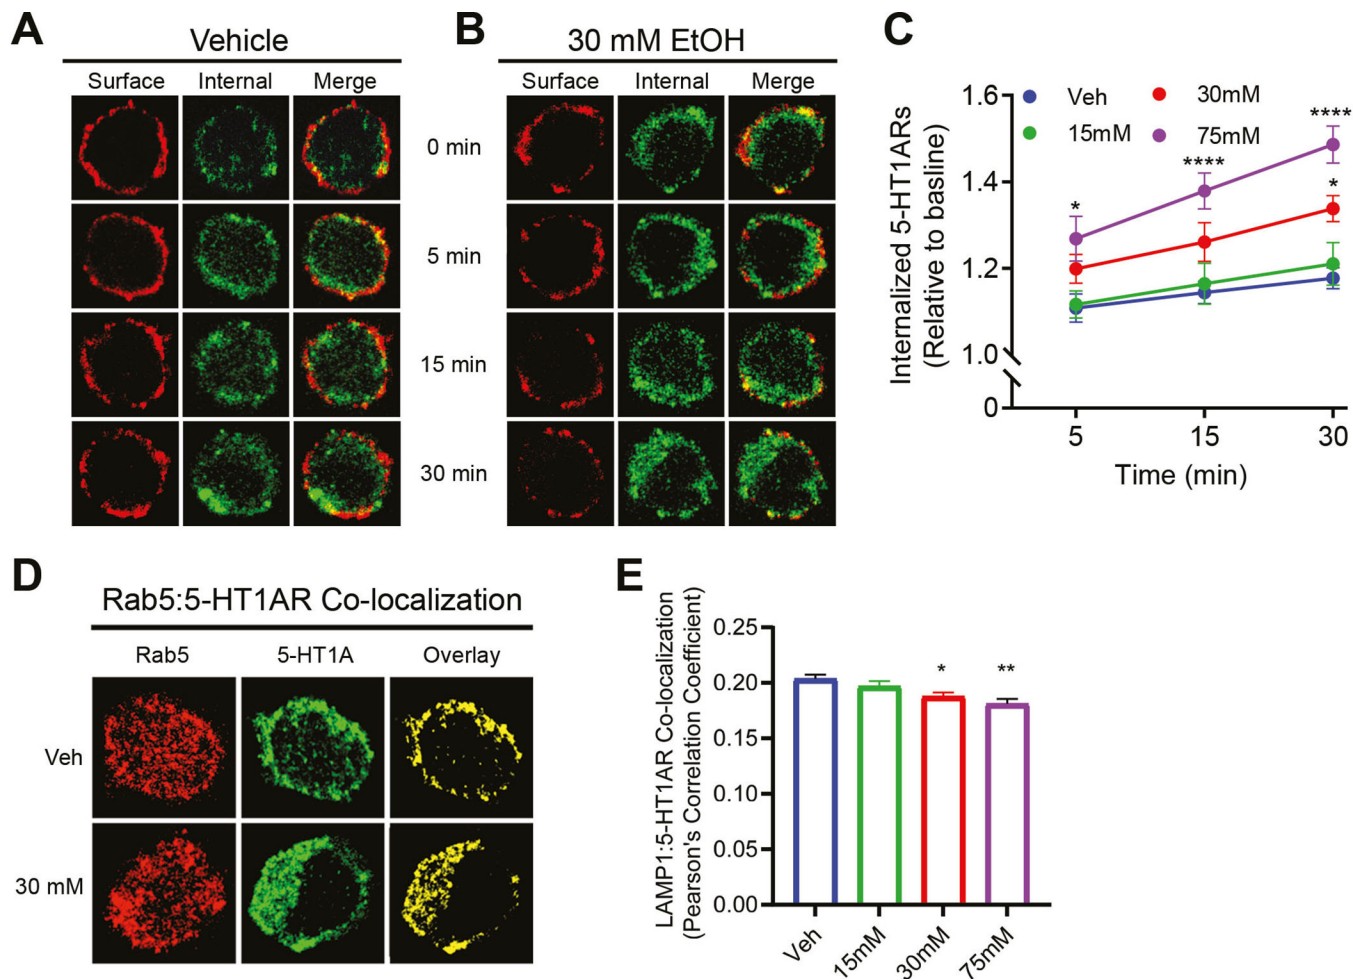 A
Vehicle
Surface Internal Merge
B
30 mM EtOH
Surface Internal Merge
0 min
5 min
15 min
30 min
C
Internalized 5-HT1ARs
(Relative to basline)
1.6
1.4
1.2
1.0
0
Veh
15mM
30mM
75mM
*
****
****
*
5 15 30
Time (min)
D
Rab5:5-HT1AR Co-localization
Rab5 5-HT1A Overlay
Veh
30 mM
E
LAMP1:5-HT1AR Co-localization
(Pearson's Correlation Coefficient)
0.25
0.20
0.15
0.10
0.05
0.00
*
**
Veh 15mM 30mM 75mM